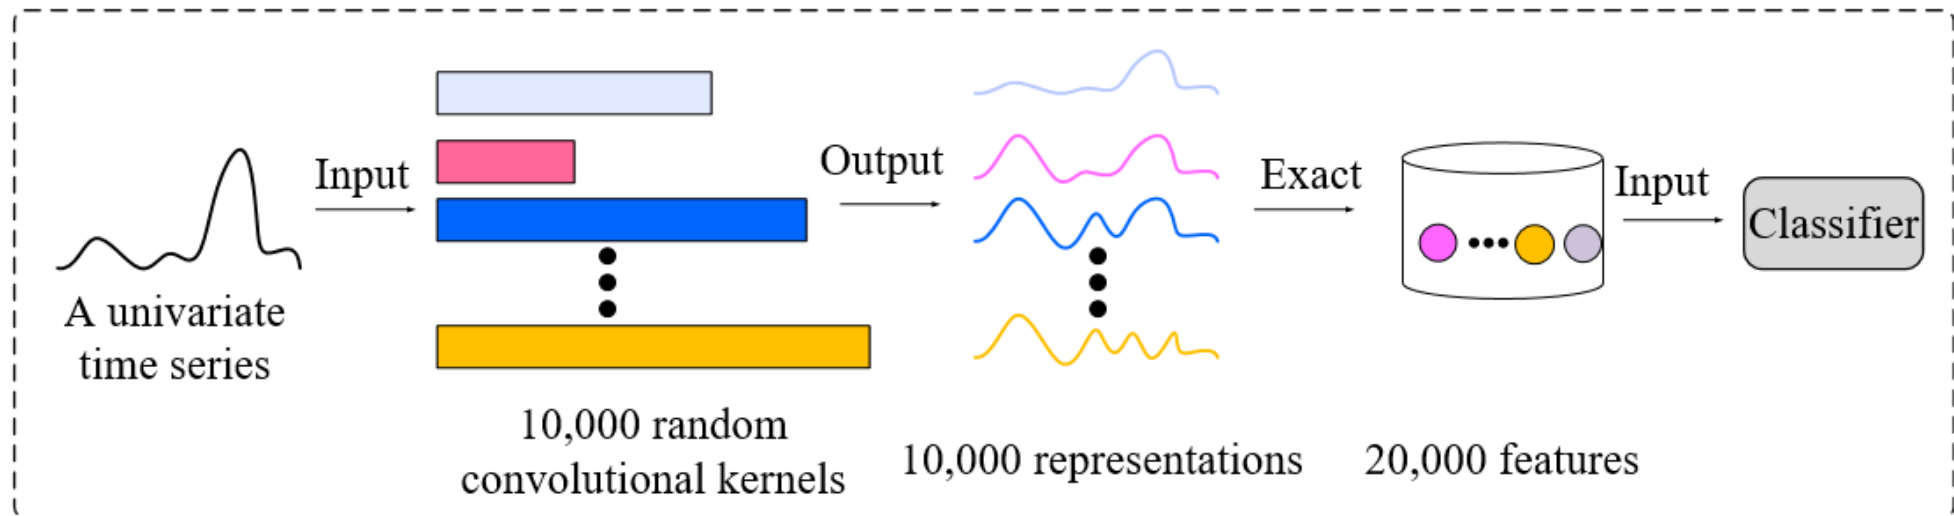 A univariate
time series
Input
10,000 random
convolutional kernels
Output
10,000 representations
Exact
20,000 features
Input
Classifier